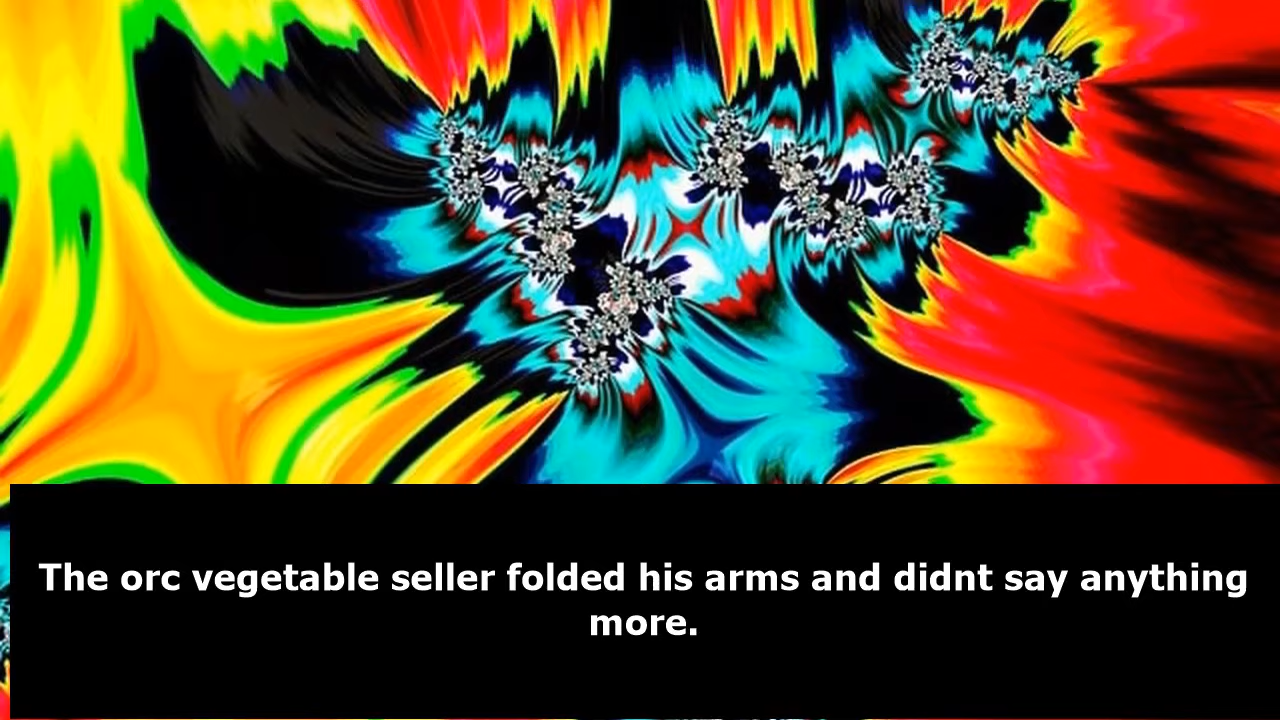 The orc vegetable seller folded his arms and didnt say anything
more.